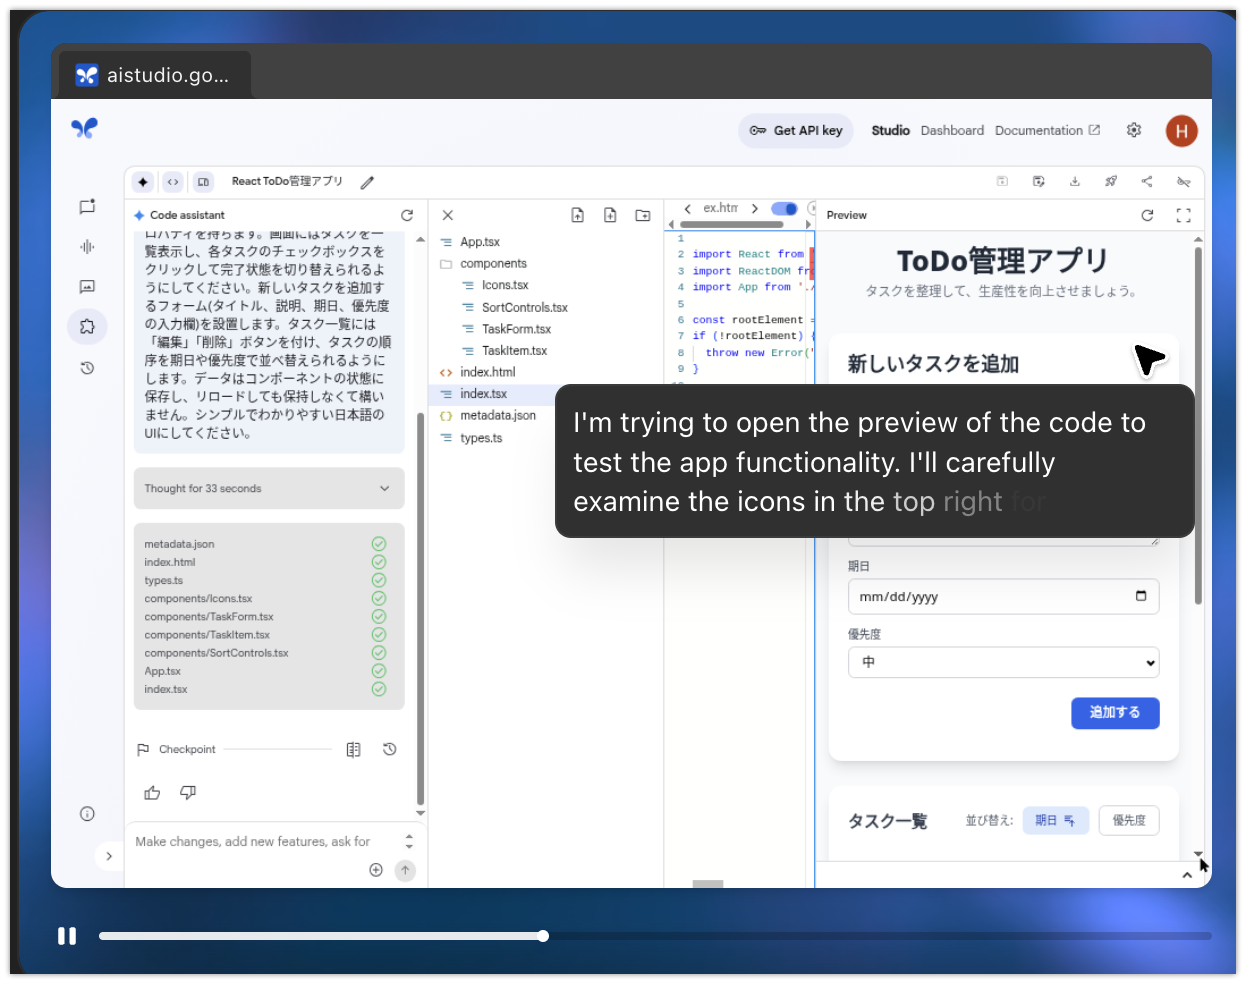 aistudio.go...
Get API key
Studio
Dashboard
Documentation
H
React ToDo管理アプリ
Code assistant
ロパティを持ちます。画面にはタスクを一
覧表示し、各タスクのチェックボックスを
クリックして完了状態を切り替えられるよ
うにしてください。新しいタスクを追加す
るフォーム(タイトル、説明、期日、優先度
の入力欄)を設置します。タスク一覧には
「編集」「削除」ボタンを付け、タスクの順
序を期日や優先度で並べ替えられるように
します。データはコンポーネントの状態に
保存し、リロードしても保持しなくて構い
ません。シンプルでわかりやすい日本語の
UIにしてください。
Thought for 33 seconds
metadata.json
index.html
types.ts
components/Icons.tsx
components/TaskForm.tsx
components/TaskItem.tsx
components/SortControls.tsx
App.tsx
index.tsx
Checkpoint
Make changes, add new features, ask for
App.tsx
components
Icons.tsx
SortControls.tsx
TaskForm.tsx
TaskItem.tsx
index.html
index.tsx
metadata.json
types.ts
ex.htm
1
2 import React from
3 import ReactDOM fr
4 import App from './
5
6 const rootElement =
7 if (!rootElement) {
8 throw new Error('
9 }
Preview
ToDo管理アプリ
タスクを整理して、生産性を向上させましょう。
新しいタスクを追加
I'm trying to open the preview of the code to
test the app functionality. I'll carefully
examine the icons in the top right for
期日
mm/dd/yyyy
優先度
中
追加する
タスク一覧
並び替え:
期日
優先度